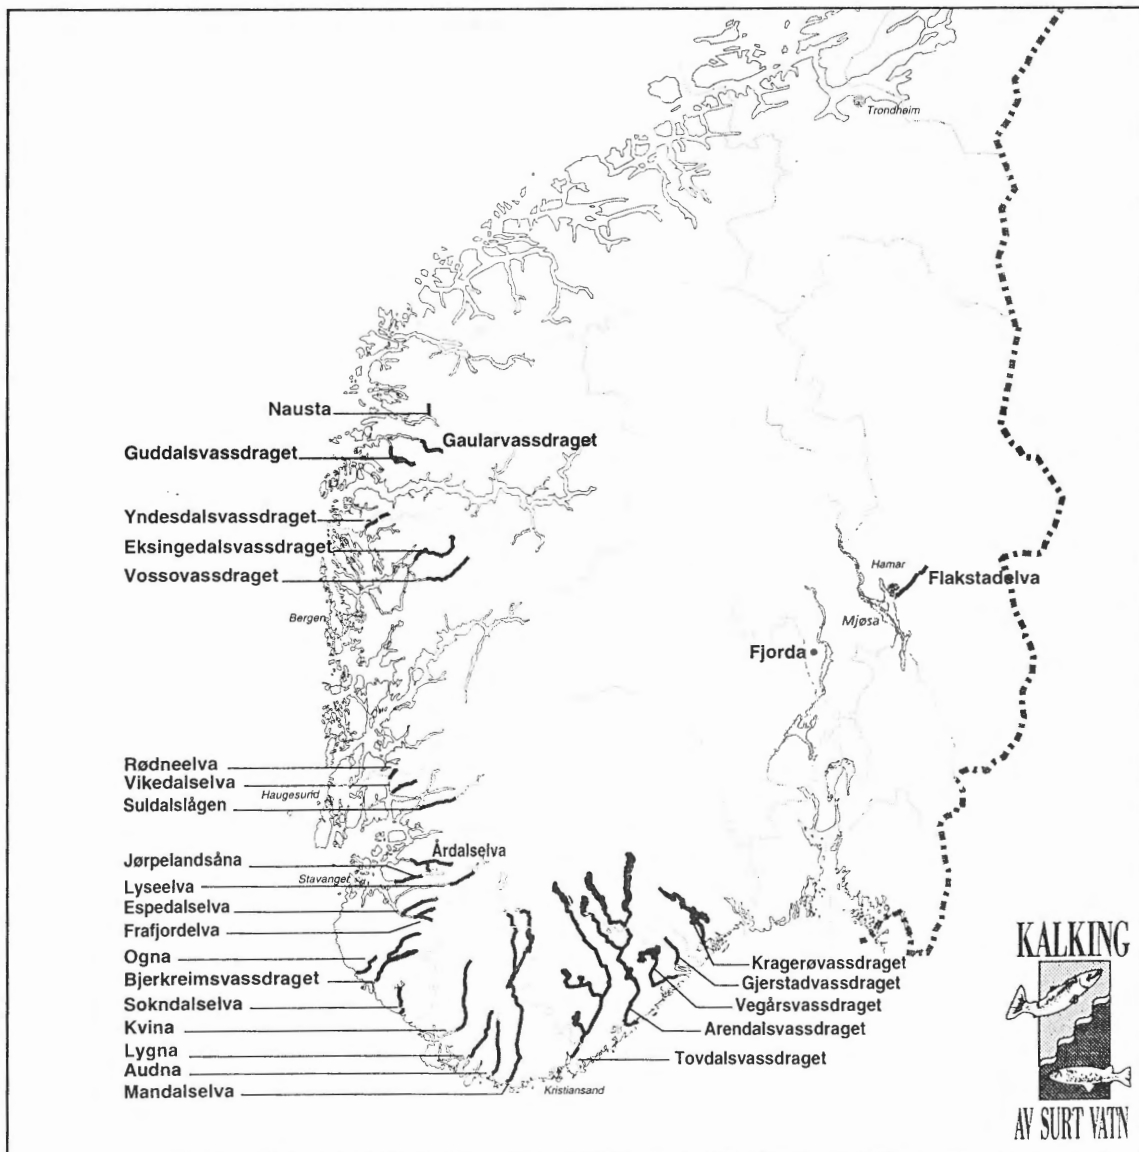 Trondheim
Nausta
Gaularvassdraget
Guddalsvassdraget
Yndesdalsvassdraget
Eksingedalsvassdraget
Vossovassdraget
Hamar
Flakstadelva
Bergen
Mjøsa
Fjorda
Rødneelva
Vikedalselva
Haugesund
Suldalslågen
Årdalselva
Jørpelandsåna
Stavanger
Lyseelva
Espedalselva
Frafjordelva
Ogna
Bjerkreimsvassdraget
Sokndalselva
Kvina
Lygna
Audna
Mandalselva
Kragerøvassdraget
Gjerstadvassdraget
Vegårsvassdraget
Arendalsvassdraget
Tovdalsvassdraget
Kristiansand
KALKING
AV SURT VATN